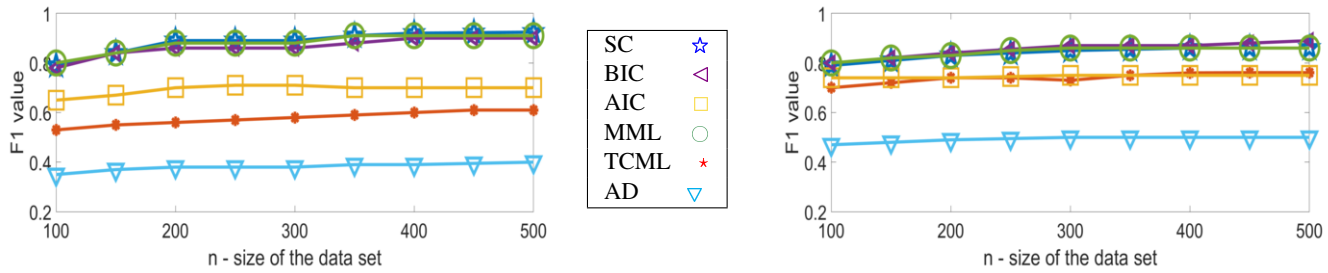 1
0.8
0.6
0.4
0.2
100
200
300
400
500
F1 value
n - size of the data set
SC
BIC
AIC
MML
TCML
AD
1
0.8
0.6
0.4
0.2
100
200
300
400
500
F1 value
n - size of the data set